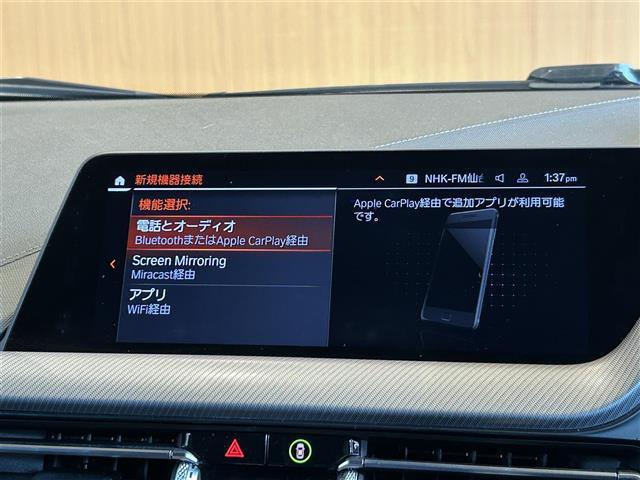 新規機器接続
9 NHK-FM仙
1:37pm
機能選択:
電話とオーディオ
BluetoothまたはApple CarPlay経由
Screen Mirroring
Miracast経由
アプリ
WiFi経由
Apple CarPlay経由で追加アプリが利用可能
です。